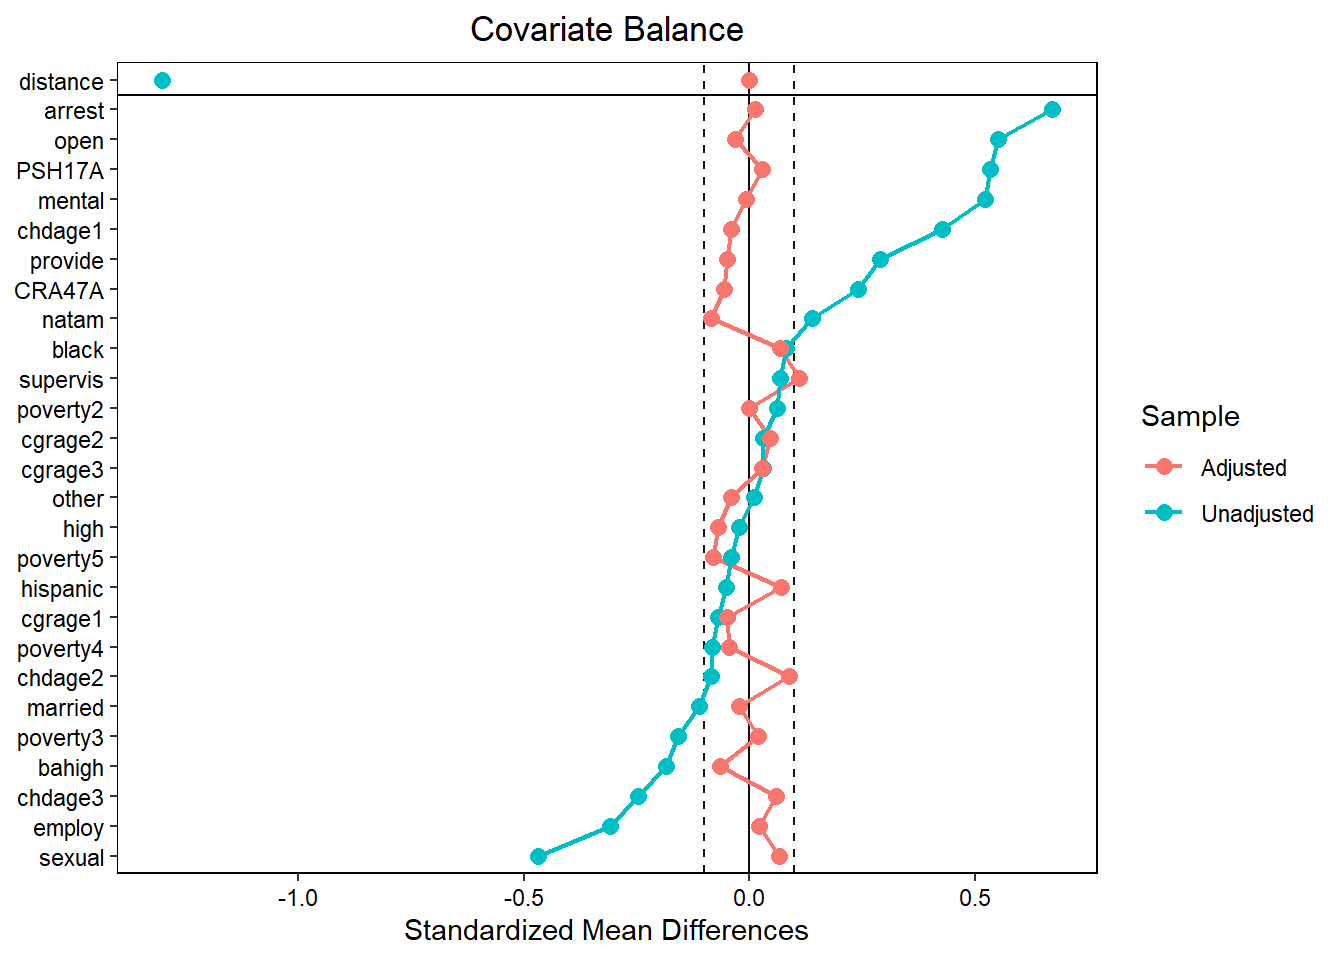 Covariate Balance
distance
arrest
open
PSH17A
mental
chdage1
provide
CRA47A
natam
black
supervis
poverty2
cgrage2
cgrage3
other
high
poverty5
hispanic
cgrage1
poverty4
chdage2
married
poverty3
bahigh
chdage3
employ
sexual
-1.0 -0.5 0.0 0.5
Standardized Mean Differences
Sample
Adjusted
Unadjusted